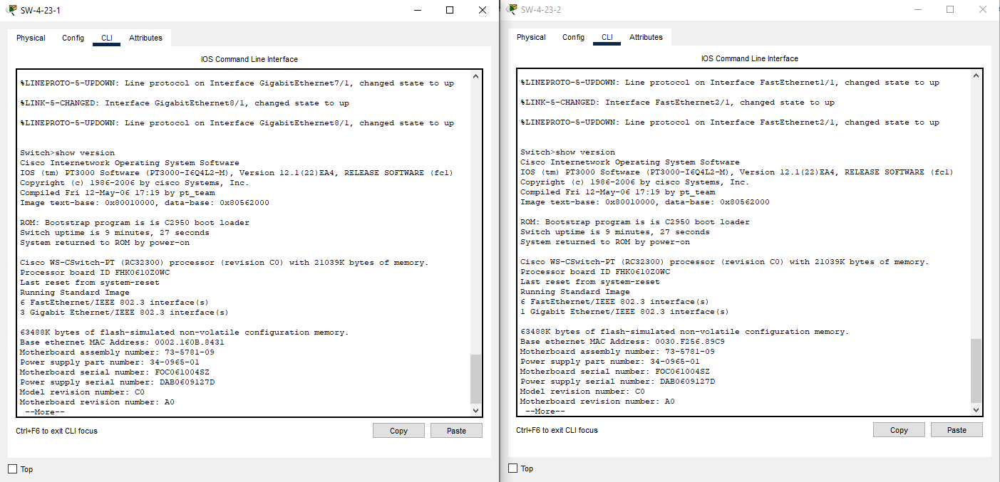 SW-4-23-1
Physical Config CLI Attributes
IOS Command Line Interface
%LINEPROTO-5-UPDOWN: Line protocol on Interface GigabitEthernet7/1, changed state to up
%LINK-5-CHANGED: Interface GigabitEthernet8/1, changed state to up
%LINEPROTO-5-UPDOWN: Line protocol on Interface GigabitEthernet8/1, changed state to up
Switch>show version
Cisco Internetwork Operating System Software
IOS (tm) PT3000 Software (PT3000-I6Q4L2-M), Version 12.1(22)EA4, RELEASE SOFTWARE (fc1)
Copyright (c) 1986-2006 by cisco Systems, Inc.
Compiled Fri 12-May-06 17:19 by pt_team
Image text-base: 0x80010000, data-base: 0x80562000
ROM: Bootstrap program is is C2950 boot loader
Switch uptime is 9 minutes, 27 seconds
System returned to ROM by power-on
Cisco WS-CSwitch-PT (RC32300) processor (revision C0) with 21039K bytes of memory.
Processor board ID FHK0610Z0WC
Last reset from system-reset
Running Standard Image
6 FastEthernet/IEEE 802.3 interface(s)
3 Gigabit Ethernet/IEEE 802.3 interface(s)
63488K bytes of flash-simulated non-volatile configuration memory.
Base ethernet MAC Address: 0002.160B.8431
Motherboard assembly number: 73-5781-09
Power supply part number: 34-0965-01
Motherboard serial number: FOC061004SZ
Power supply serial number: DAB0609127D
Model revision number: C0
Motherboard revision number: A0
--More--
Ctrl+F6 to exit CLI focus
Copy Paste
Top
SW-4-23-2
Physical Config CLI Attributes
IOS Command Line Interface
%LINEPROTO-5-UPDOWN: Line protocol on Interface FastEthernet1/1, changed state to up
%LINK-5-CHANGED: Interface FastEthernet2/1, changed state to up
%LINEPROTO-5-UPDOWN: Line protocol on Interface FastEthernet2/1, changed state to up
Switch>show version
Cisco Internetwork Operating System Software
IOS (tm) PT3000 Software (PT3000-I6Q4L2-M), Version 12.1(22)EA4, RELEASE SOFTWARE (fc1)
Copyright (c) 1986-2006 by cisco Systems, Inc.
Compiled Fri 12-May-06 17:19 by pt_team
Image text-base: 0x80010000, data-base: 0x80562000
ROM: Bootstrap program is is C2950 boot loader
Switch uptime is 9 minutes, 27 seconds
System returned to ROM by power-on
Cisco WS-CSwitch-PT (RC32300) processor (revision C0) with 21039K bytes of memory.
Processor board ID FHK0610Z0WC
Last reset from system-reset
Running Standard Image
6 FastEthernet/IEEE 802.3 interface(s)
1 Gigabit Ethernet/IEEE 802.3 interface(s)
63488K bytes of flash-simulated non-volatile configuration memory.
Base ethernet MAC Address: 0030.F256.89C9
Motherboard assembly number: 73-5781-09
Power supply part number: 34-0965-01
Motherboard serial number: FOC061004SZ
Power supply serial number: DAB0609127D
Model revision number: C0
Motherboard revision number: A0
--More--
Ctrl+F6 to exit CLI focus
Copy Paste
Top